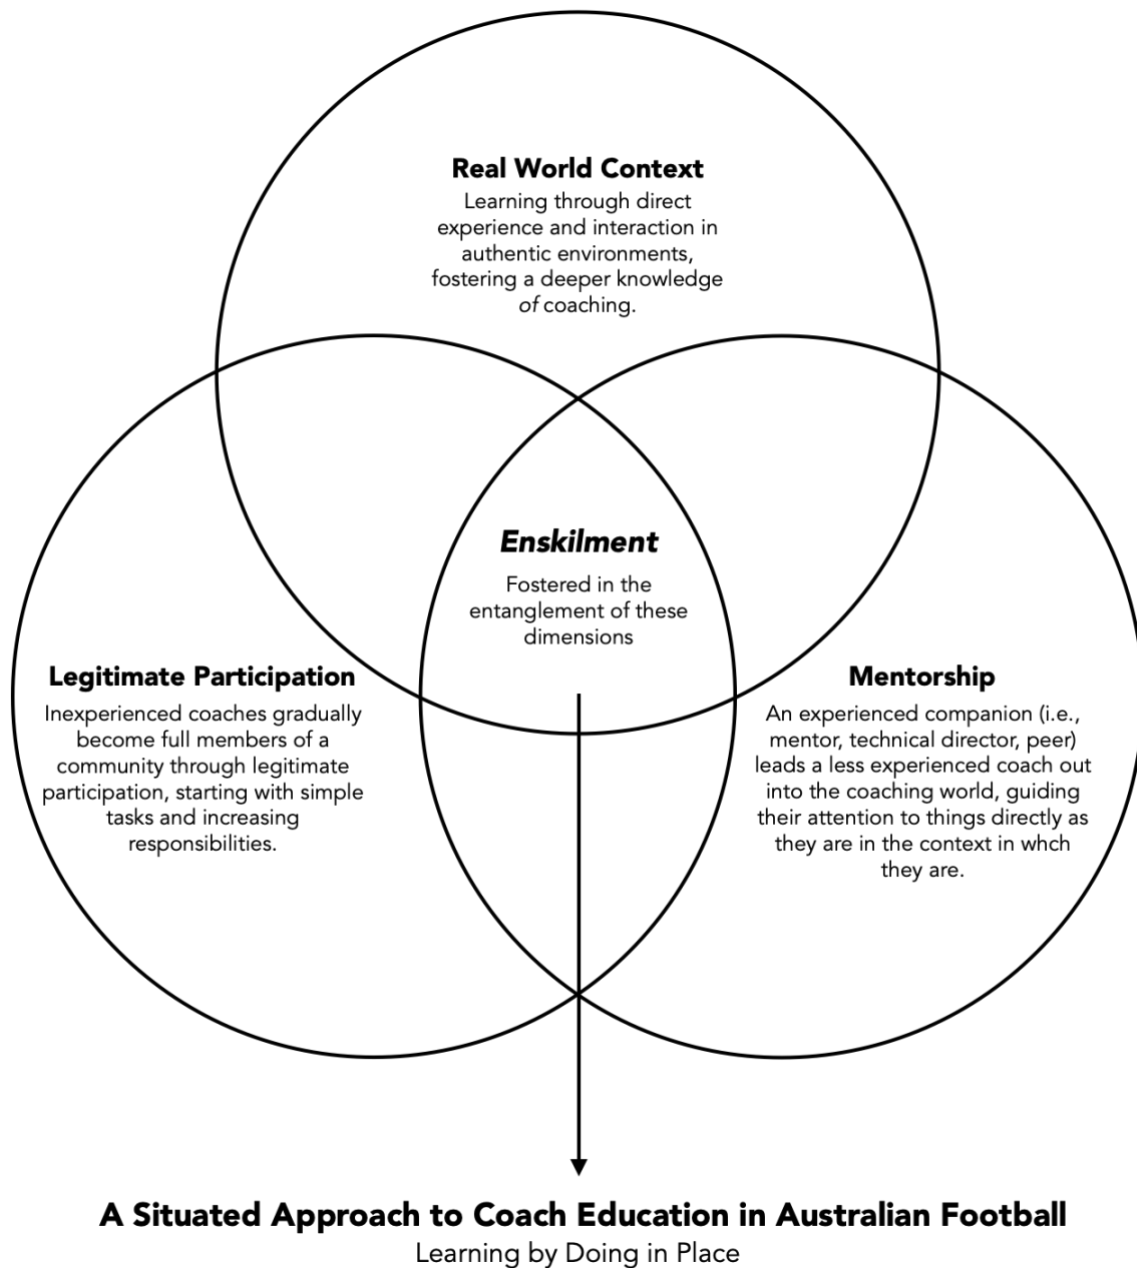 Real World Context
Learning through direct
experience and interaction in
authentic environments,
fostering a deeper knowledge
of coaching.
Enskilment
Fostered in the
entanglement of these
dimensions
Legitimate Participation
Inexperienced coaches gradually
become full members of a
community through legitimate
participation, starting with simple
tasks and increasing
responsibilities.
Mentorship
An experienced companion (i.e.,
mentor, technical director, peer)
leads a less experienced coach out
into the coaching world, guiding
their attention to things directly as
they are in the context in whch
they are.
A Situated Approach to Coach Education in Australian Football
Learning by Doing in Place